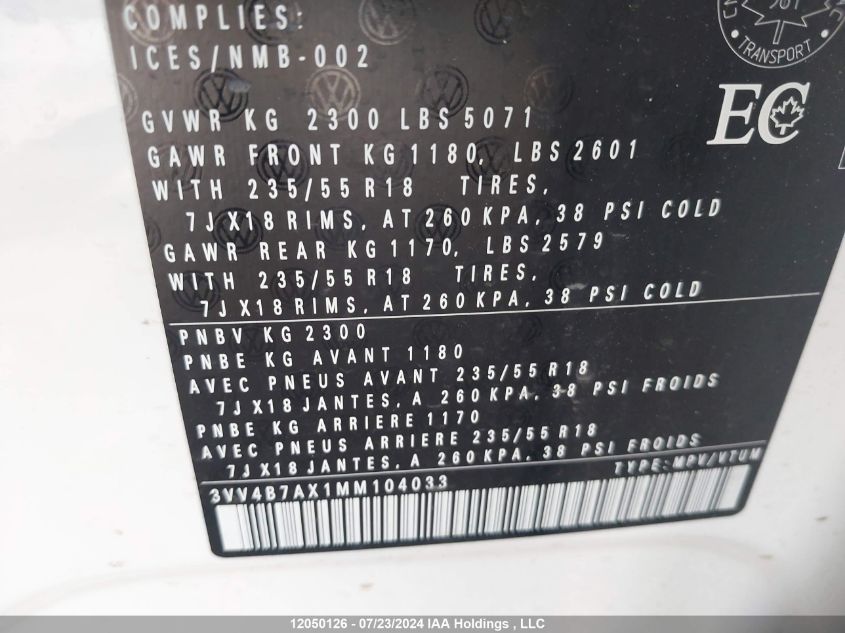 COMPLIES:
ICES/NMB-002
TRANSPORT
EC
GVWR KG 2300 LBS 5071
GAWR FRONT KG1180, LBS 2601
WITH 235/55 R18 TIRES,
7J X18 RIMS, AT 260 KPA, 38 PSI COLD
GAWR REAR KG1170, LBS 2579
WITH 235/55 R18 TIRES,
7J X18 RIMS, AT 260 KPA, 38 PSI COLD
PNBV KG 2300
PNBE KG AVANT 1180
AVEC PNEUS AVANT 235/55 R18
7J X18 JANTES, A 260 KPA, 38 PSI FROIDS
PNBE KG ARRIERE 1170
AVEC PNEUS ARRIERE 235/55 R18
7J X18 JANTES, A 260 KPA, 38 PSI FROIDS
TYPE: MPV/VTUM
3VV4B7AX1MM104033
12050126 - 07/23/2024 IAA Holdings , LLC